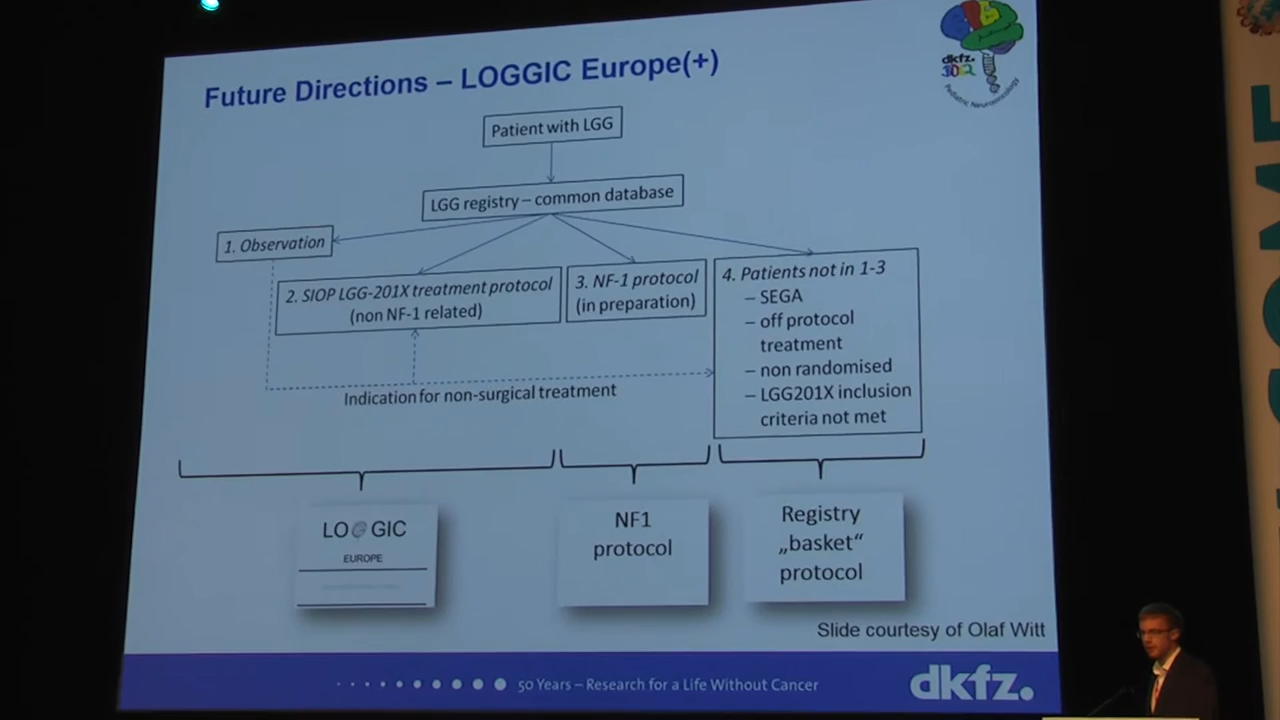 Future Directions – LOGGIC Europe(+)
dkfz.
Pediatric Neurooncology
Patient with LGG
LGG registry – common database
1. Observation
2. SIOP LGG-201X treatment protocol
(non NF-1 related)
3. NF-1 protocol
(in preparation)
4. Patients not in 1-3
– SEGA
– off protocol
treatment
– non randomised
– LGG201X inclusion
criteria not met
Indication for non-surgical treatment
LOGGIC
EUROPE
NF1
protocol
Registry
„basket“
protocol
Slide courtesy of Olaf Witt
50 Years – Research for a Life Without Cancer
dkfz.